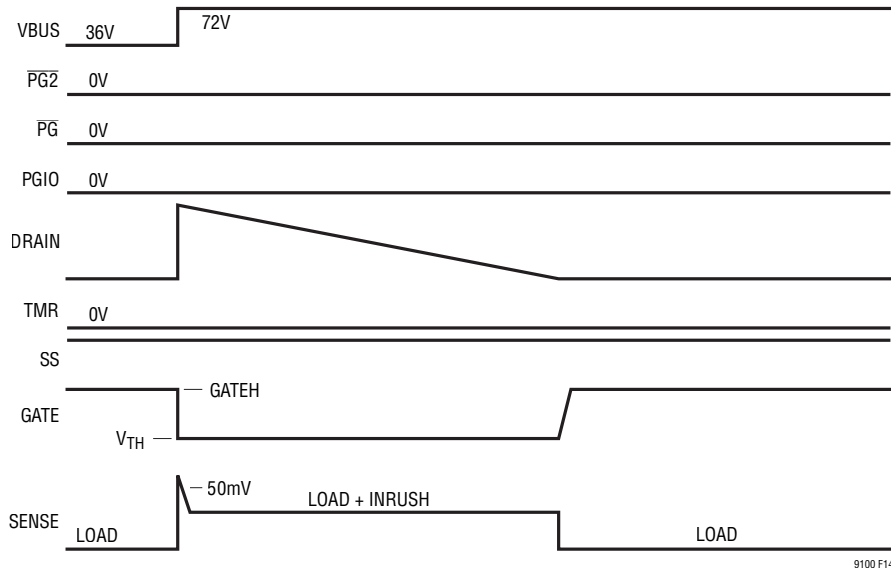 VBUS 36V 72V
PG2 0V
PG 0V
PGIO 0V
DRAIN
TMR 0V
SS
GATEH
GATE
VTH
50mV
LOAD + INRUSH
SENSE
LOAD LOAD
9100 F14